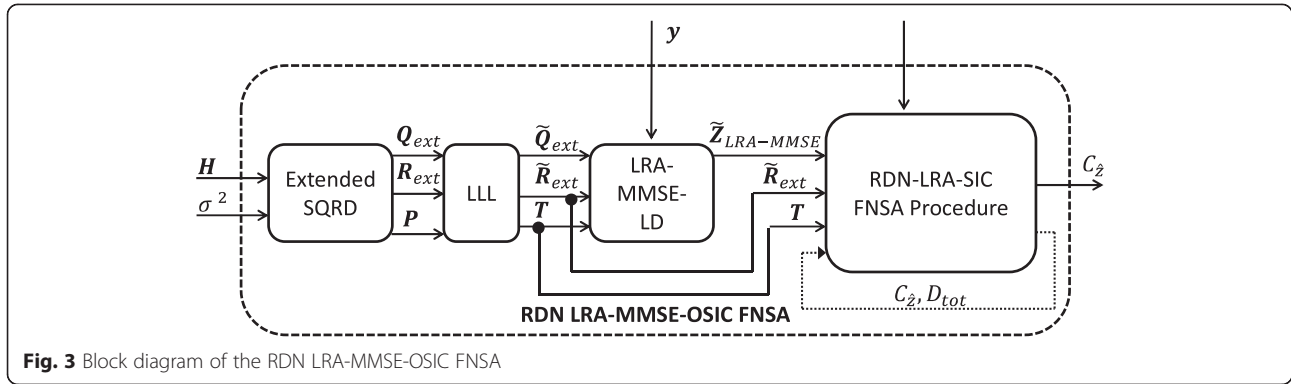 y
H
σ²
Extended
SQRD
Q_ext
R_ext
P
LLL
Q̃_ext
R̃_ext
T
LRA-
MMSE-
LD
Z̃_LRA−MMSE
R̃_ext
T
RDN-LRA-SIC
FNSA Procedure
C_ẑ
C_ẑ, D_tot
RDN LRA-MMSE-OSIC FNSA
Fig. 3 Block diagram of the RDN LRA-MMSE-OSIC FNSA